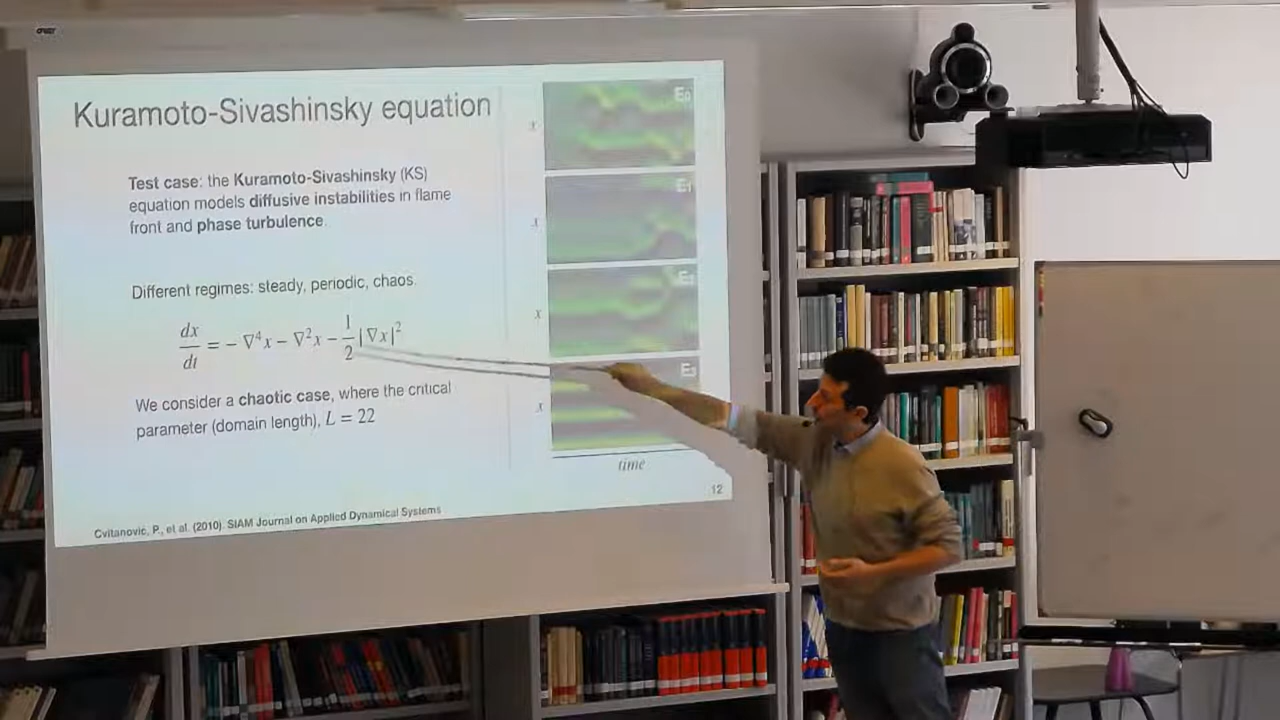 Kuramoto-Sivashinsky equation
Test case: the Kuramoto-Sivashinsky (KS)
equation models diffusive instabilities in flame
front and phase turbulence.
Different regimes: steady, periodic, chaos.
dx/dt = − ∇⁴x − ∇²x − 1/2 |∇x|²
We consider a chaotic case, where the critical
parameter (domain length), L = 22
Cvitanović, P., et al. (2010). SIAM Journal on Applied Dynamical Systems
x
E0
x
E1
x
x
time
12